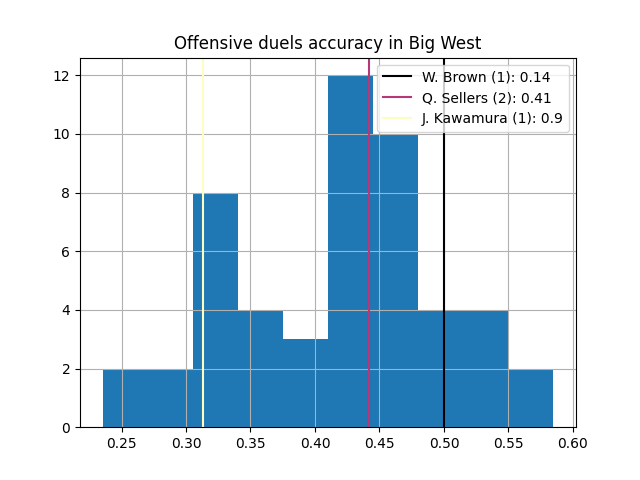 Offensive duels accuracy in Big West
W. Brown (1): 0.14
Q. Sellers (2): 0.41
J. Kawamura (1): 0.9
12
10
8
6
4
2
0
0.25 0.30 0.35 0.40 0.45 0.50 0.55 0.60